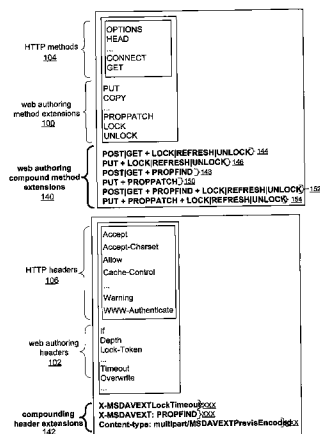 HTTP methods
104
OPTIONS
HEAD
...
CONNECT
GET
web authoring
method extensions
100
PUT
COPY
...
PROPPATCH
LOCK
UNLOCK
web authoring
compound method
extensions
140
POST|GET + LOCK|REFRESH|UNLOCK 144
PUT + LOCK|REFRESH|UNLOCK 146
POST|GET + PROPFIND 148
PUT + PROPPATCH 150
POST|GET + PROPFIND + LOCK|REFRESH|UNLOCK 152
PUT + PROPPATCH + LOCK|REFRESH|UNLOCK 154
HTTP headers
106
Accept
Accept-Charset
Allow
Cache-Control
...
Warning
WWW-Authenticate
web authoring
headers
102
If
Depth
Lock-Token
...
Timeout
Overwrite
...
compounding
header extensions
142
X-MSDAVEXTLockTimeout XXX
X-MSDAVEXT: PROPFIND XXX
Content-type: multipart/MSDAVEXTPrevisEncoded XXX